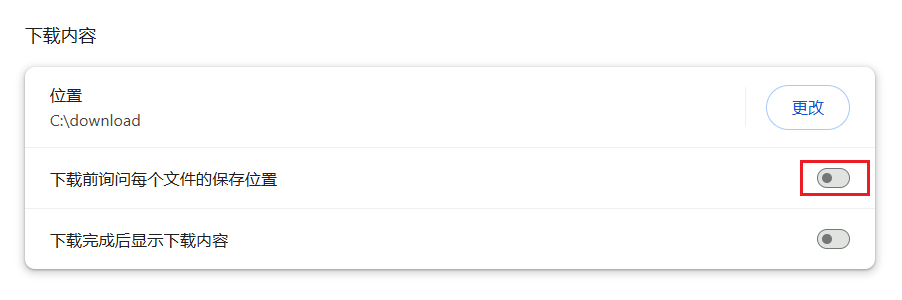 下载内容
位置
C:\download
更改
下载前询问每个文件的保存位置
下载完成后显示下载内容